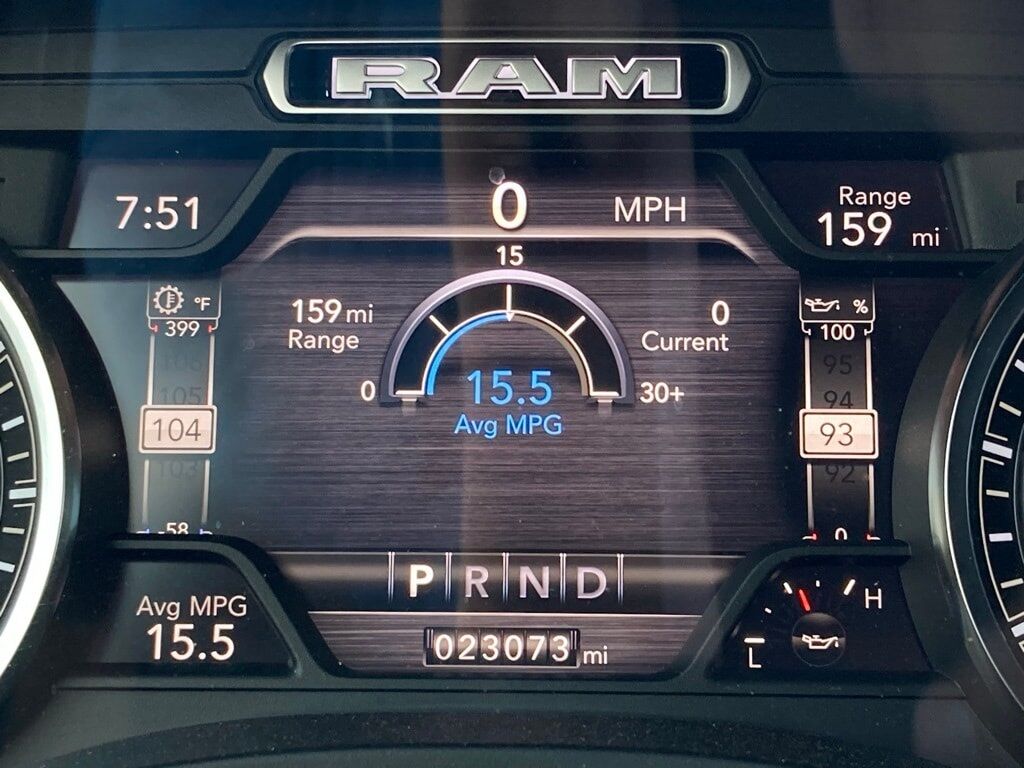 RAM
7:51
0 MPH
Range
159 mi
15
159 mi
Range
0
Current
0
30+
15.5
Avg MPG
°F
399
106
105
104
103
-58
%
100
95
94
93
92
0
P R N D
Avg MPG
15.5
023073 mi
H
L